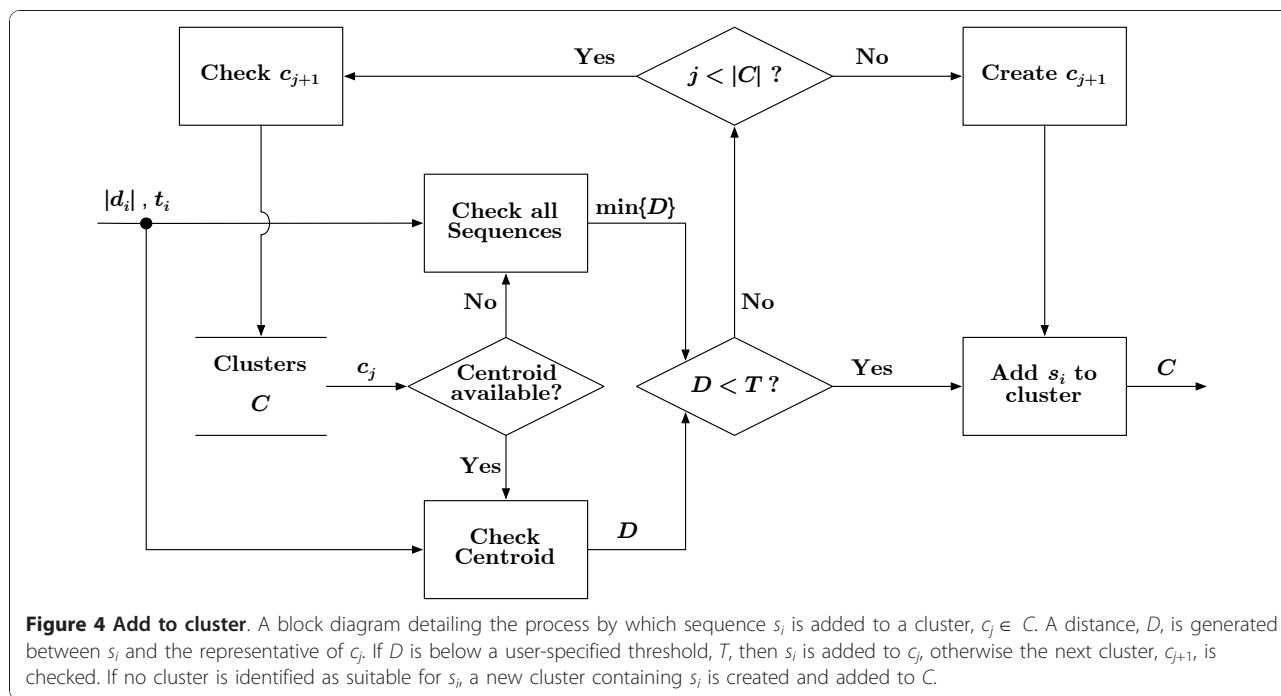 Check c_{j+1}
Yes
j < |C| ?
No
Create c_{j+1}
|d_i| , t_i
Check all
Sequences
min{D}
No
No
Clusters
C
c_j
Centroid
available?
D < T ?
Yes
Add s_i to
cluster
C
Yes
Check
Centroid
D
Figure 4 Add to cluster. A block diagram detailing the process by which sequence s_i is added to a cluster, c_j ∈ C. A distance, D, is generated
between s_i and the representative of c_j. If D is below a user-specified threshold, T, then s_i is added to c_j, otherwise the next cluster, c_{j+1}, is
checked. If no cluster is identified as suitable for s_i, a new cluster containing s_i is created and added to C.